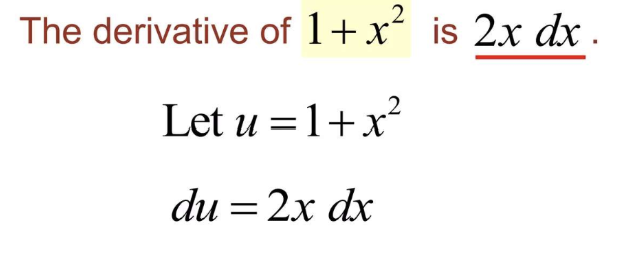 The derivative of 1+x² is 2x dx .
Let u =1+x²
du = 2x dx